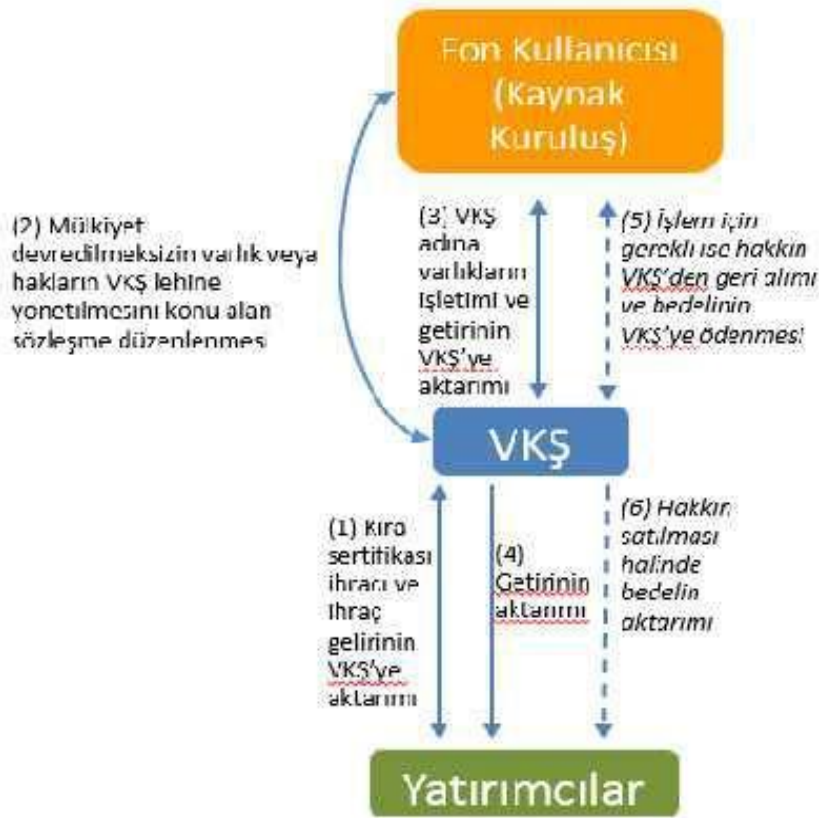 Fon Kullanıcısı
(Kaynak
Kuruluş)
(2) Mülkiyet
devredilmeksizin varlık veya
hakların VKŞ lehine
yönetilmesini konu alan
sözleşme düzenlenmesi
(3) VKŞ
adına
varlıkların
işletimi ve
getirinin
VKŞ'ye
aktarımı
(5) İşlem için
gerekli ise hakkın
VKŞ'den geri alımı
ve bedelinin
VKŞ'ye ödenmesi
VKŞ
(1) Kira
sertifikası
ihracı ve
ihraç
gelirinin
VKŞ'ye
aktarımı
(4)
Getirinin
aktarımı
(6) Hakkın
satılması
halinde
bedelin
aktarımı
Yatırımcılar